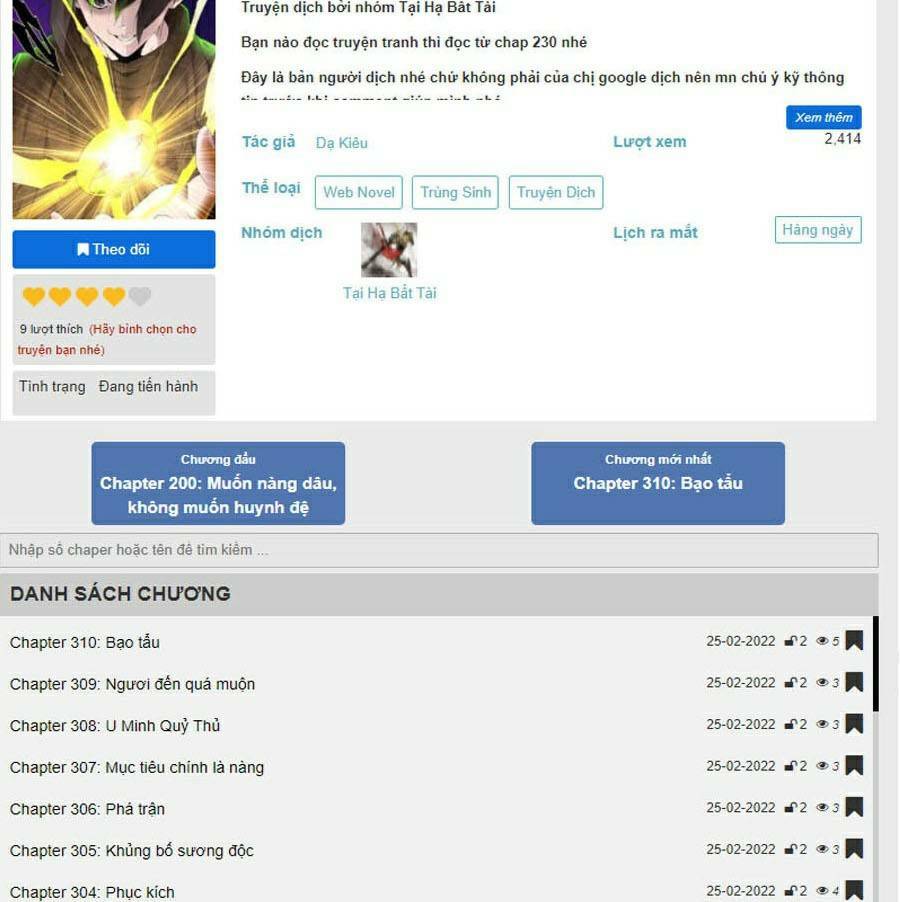 Truyện dịch bởi nhóm Tại Hạ Bất Tài
Bạn nào đọc truyện tranh thì đọc từ chap 230 nhé
Đây là bản người dịch nhé chứ không phải của chị google dịch nên mn chú ý kỹ thông
tin trước khi comment giúp mình nhé
Xem thêm
Tác giả Dạ Kiêu Lượt xem 2,414
Thể loại Web Novel Trùng Sinh Truyện Dịch
Nhóm dịch Lịch ra mắt Hàng ngày
Tại Hạ Bất Tài
Theo dõi
9 lượt thích (Hãy bình chọn cho
truyện bạn nhé)
Tình trạng Đang tiến hành
Chương đầu
Chapter 200: Muốn nàng dâu,
không muốn huynh đệ
Chương mới nhất
Chapter 310: Bạo tẩu
Nhập số chaper hoặc tên để tìm kiếm ...
DANH SÁCH CHƯƠNG
Chapter 310: Bạo tẩu 25-02-2022 2 5
Chapter 309: Ngươi đến quá muộn 25-02-2022 2 3
Chapter 308: U Minh Quỷ Thủ 25-02-2022 2 3
Chapter 307: Mục tiêu chính là nàng 25-02-2022 2 3
Chapter 306: Phá trận 25-02-2022 2 3
Chapter 305: Khủng bố sương độc 25-02-2022 2 3
Chapter 304: Phục kích 25-02-2022 2 4